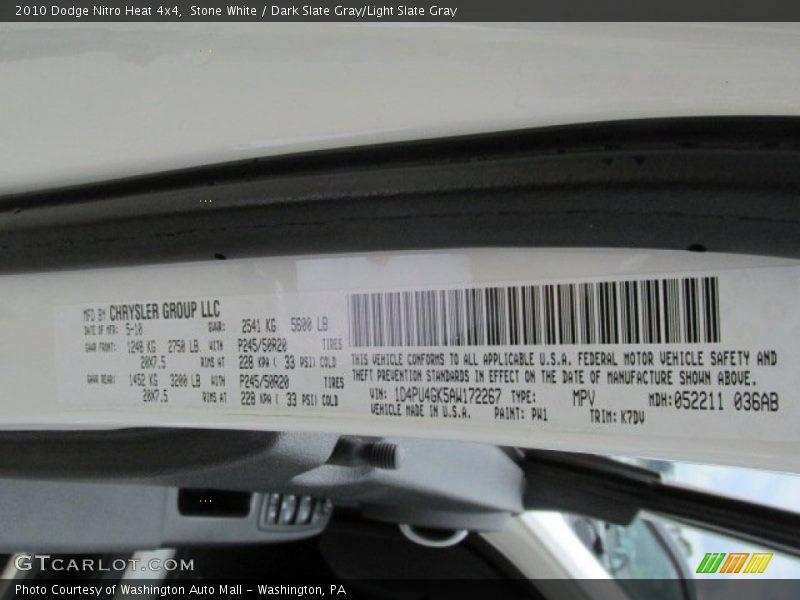 2010 Dodge Nitro Heat 4x4, Stone White / Dark Slate Gray/Light Slate Gray
MFD BY CHRYSLER GROUP LLC
DATE OF MFR: 5-10 GVWR: 2541 KG 5600 LB
GAWR FRONT: 1248 KG 2750 LB WITH P245/50R20 TIRES
20X7.5 RIMS AT 228 KPA ( 33 PSI) COLD
GAWR REAR: 1452 KG 3200 LB WITH P245/50R20 TIRES
20X7.5 RIMS AT 228 KPA ( 33 PSI) COLD
THIS VEHICLE CONFORMS TO ALL APPLICABLE U.S.A. FEDERAL MOTOR VEHICLE SAFETY AND
THEFT PREVENTION STANDARDS IN EFFECT ON THE DATE OF MANUFACTURE SHOWN ABOVE.
VIN: 1D4PU4GK5AW172267 TYPE: MPV MDH:052211 036AB
VEHICLE MADE IN U.S.A. PAINT: PW1 TRIM: K7DV
GTCARLOT.COM
Photo Courtesy of Washington Auto Mall - Washington, PA